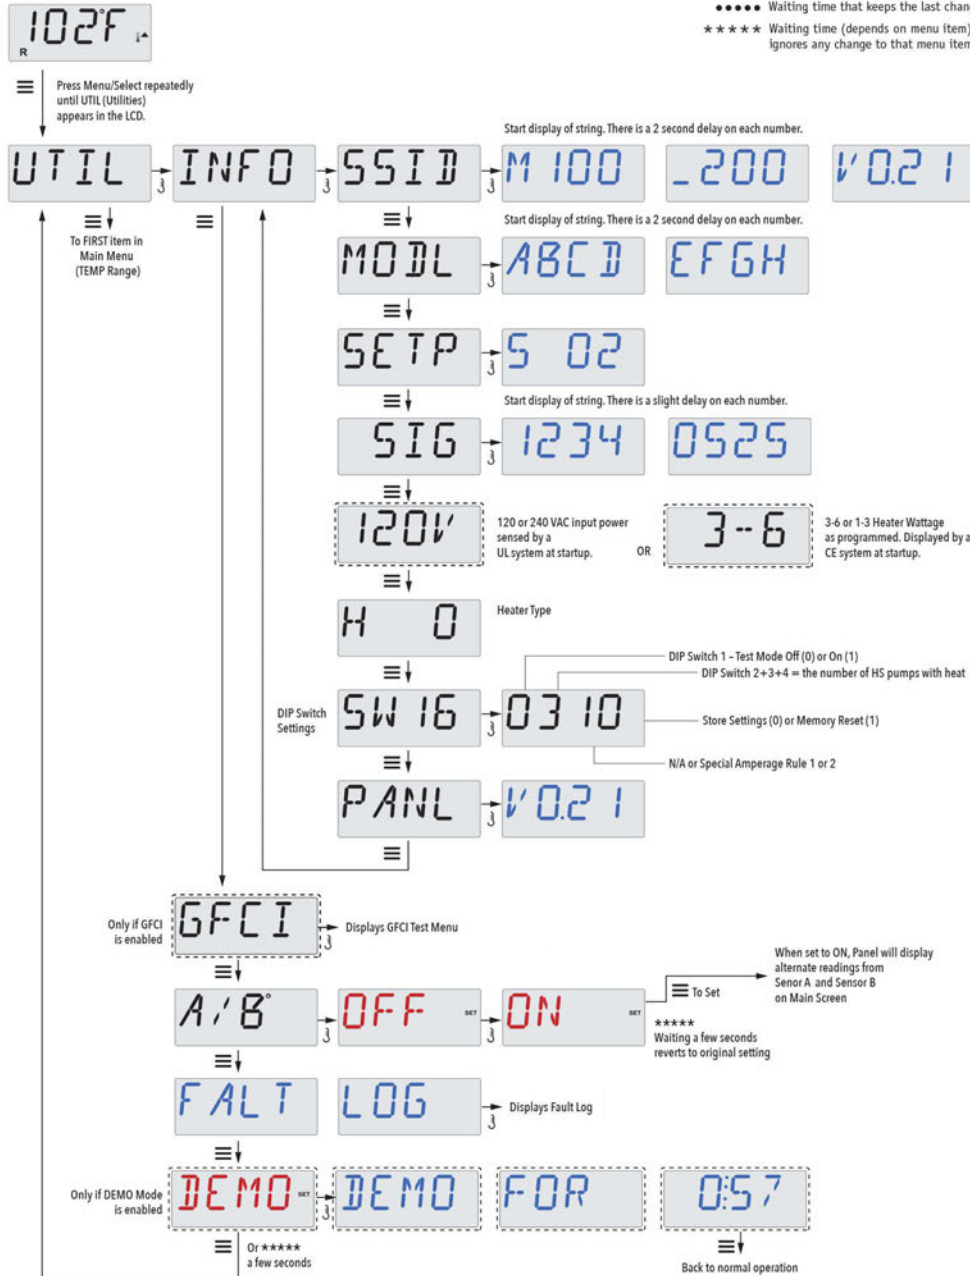 ••••• Waiting time that keeps the last chan
102°F
R
***** Waiting time (depends on menu item)
ignores any change to that menu item
Press Menu/Select repeatedly
until UTIL (Utilities)
appears in the LCD.
Start display of string. There is a 2 second delay on each number.
UTIL INFO SSID M100 _200 V0.21
To FIRST item in
Main Menu
(TEMP Range)
Start display of string. There is a 2 second delay on each number.
MODL ABCD EFGH
SETP S 02
Start display of string. There is a slight delay on each number.
SIG 1234 0525
120V
120 or 240 VAC input power
sensed by a
UL system at startup.
OR
3--6
3-6 or 1-3 Heater Wattage
as programmed. Displayed by a
CE system at startup.
H 0
Heater Type
DIP Switch 1 – Test Mode Off (0) or On (1)
DIP Switch 2+3+4 = the number of HS pumps with heat
DIP Switch
Settings
SW16 0310
Store Settings (0) or Memory Reset (1)
N/A or Special Amperage Rule 1 or 2
PANL V0.21
Only if GFCI
is enabled
GFCI
Displays GFCI Test Menu
A/B° OFF SET ON SET
To Set
When set to ON, Panel will display
alternate readings from
Senor A and Sensor B
on Main Screen
*****
Waiting a few seconds
reverts to original setting
FALT LOG
Displays Fault Log
Only if DEMO Mode
is enabled
DEMO SET DEMO FOR 0:57
Or *****
a few seconds
Back to normal operation